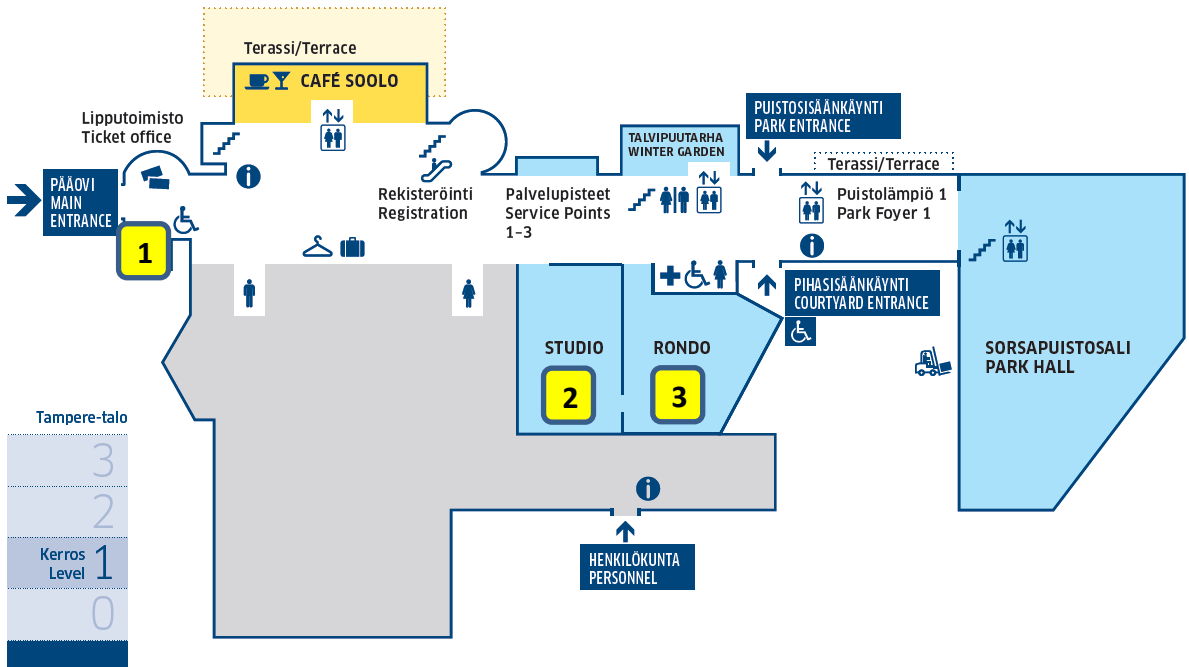 Terassi/Terrace
CAFÉ SOOLO
Lipputoimisto
Ticket office
PÄÄOVI
MAIN
ENTRANCE
1
Rekisteröinti
Registration
Palvelupisteet
Service Points
1–3
TALVIPUUTARHA
WINTER GARDEN
PUISTOSISÄÄNKÄYNTI
PARK ENTRANCE
Terassi/Terrace
Puistolämpiö 1
Park Foyer 1
PIHASISÄÄNKÄYNTI
COURTYARD ENTRANCE
STUDIO
2
RONDO
3
SORSAPUISTOSALI
PARK HALL
HENKILÖKUNTA
PERSONNEL
Tampere-talo
3
2
Kerros
Level
1
0